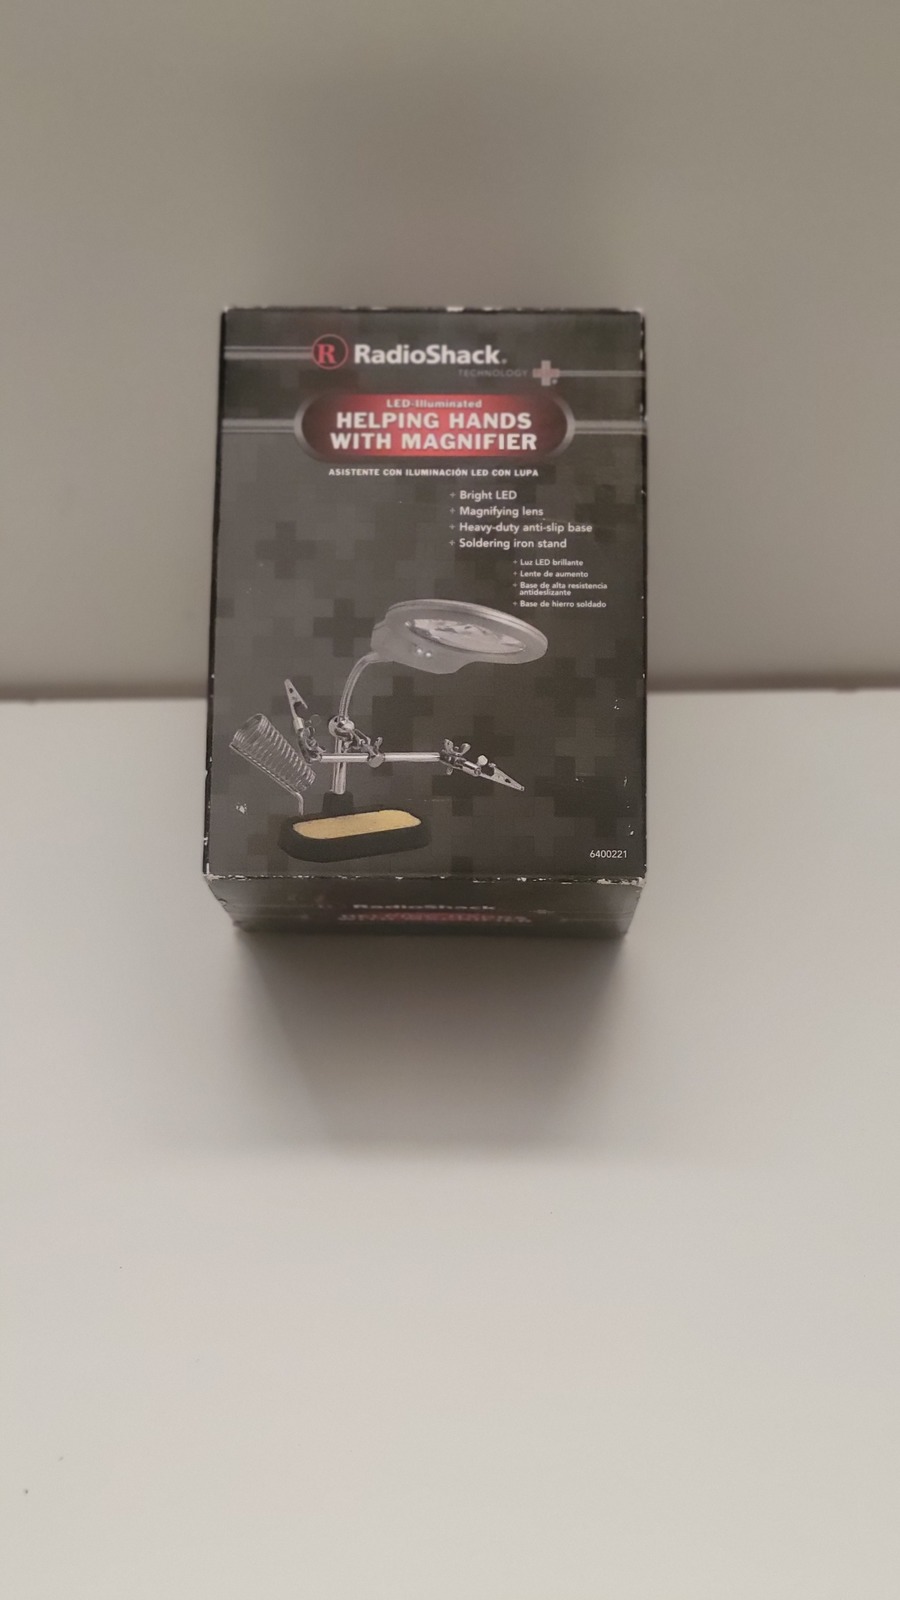 R RadioShack®
TECHNOLOGY
LED-Illuminated
HELPING HANDS
WITH MAGNIFIER
ASISTENTE CON ILUMINACIÓN LED CON LUPA
+ Bright LED
+ Magnifying lens
+ Heavy-duty anti-slip base
+ Soldering iron stand
+ Luz LED brillante
+ Lente de aumento
+ Base de alta resistencia
antideslizante
+ Base de hierro soldado
6400221
RadioShack